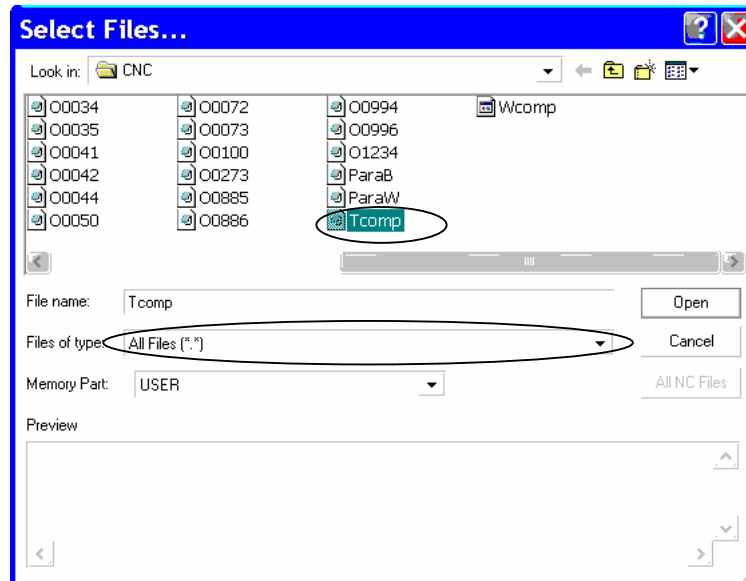 Select Files...
Look in: CNC
O0034 O0072 O0994 Wcomp
O0035 O0073 O0996
O0041 O0100 O1234
O0042 O0273 ParaB
O0044 O0885 ParaW
O0050 O0886 Tcomp
File name: Tcomp Open
Files of type: All Files (*.*) Cancel
Memory Part: USER All NC Files
Preview